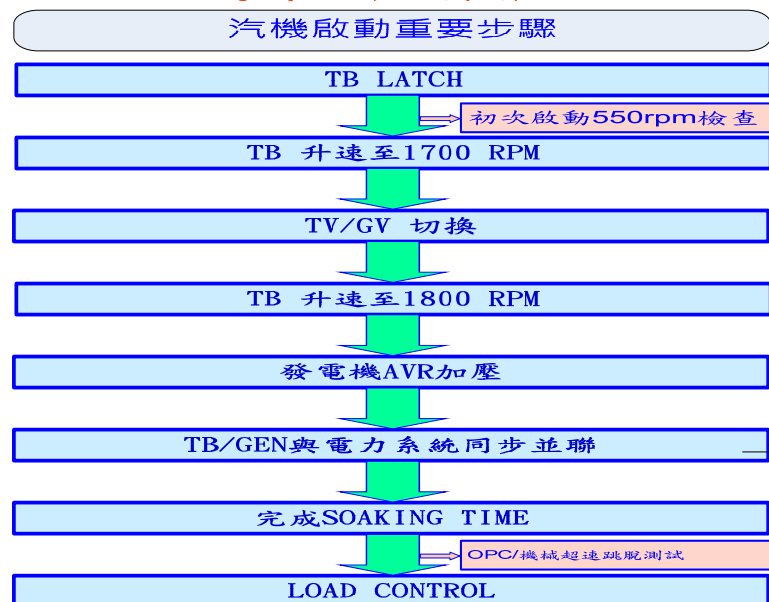 汽機啟動重要步驟
TB LATCH
初次啟動550rpm檢查
TB 升速至1700 RPM
TV/GV 切換
TB 升速至1800 RPM
發電機AVR加壓
TB/GEN與電力系統同步並聯
完成SOAKING TIME
OPC/機械超速跳脫測試
LOAD CONTROL